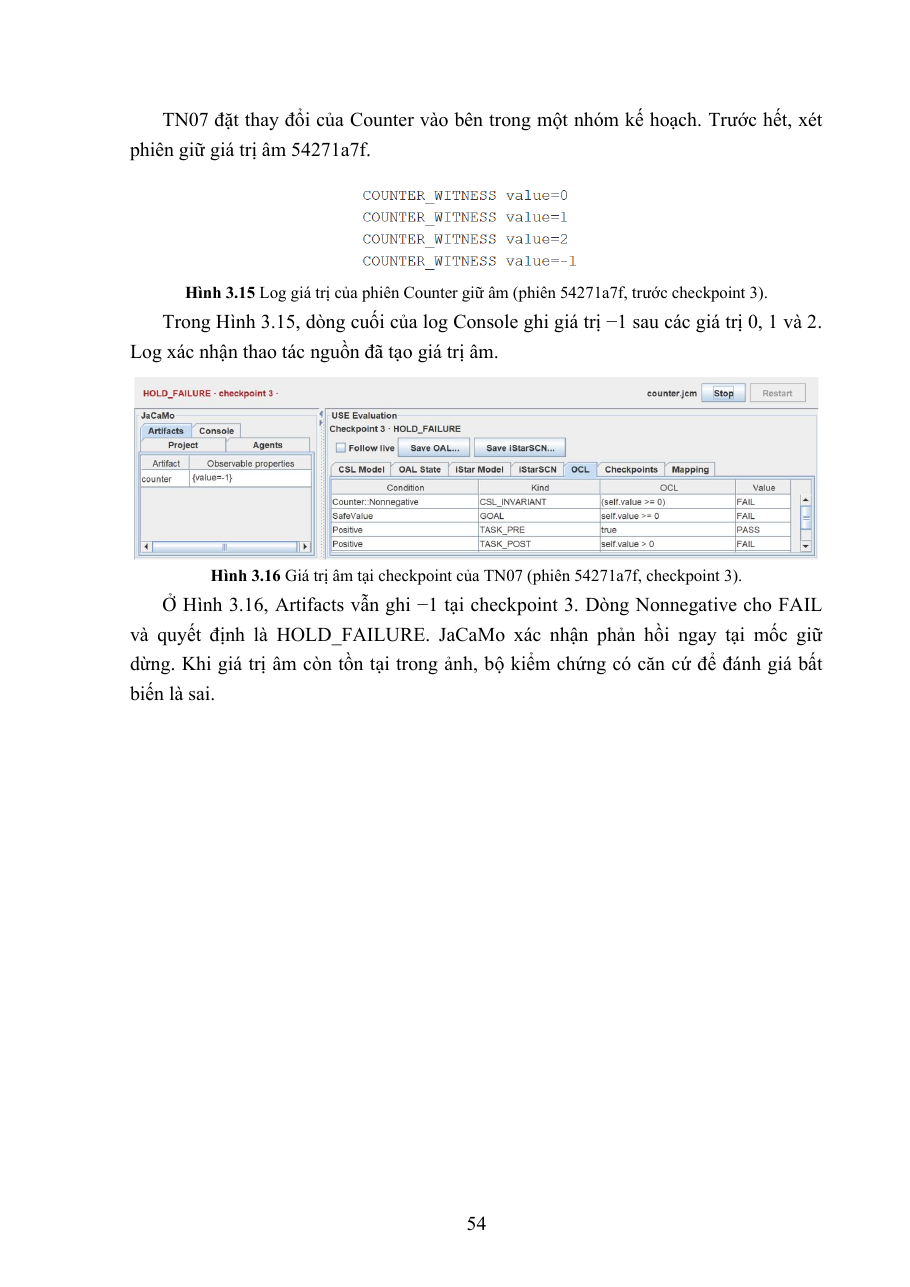 TN07 đặt thay đổi của Counter vào bên trong một nhóm kế hoạch. Trước hết, xét
phiên giữ giá trị âm 54271a7f.
COUNTER_WITNESS value=0
COUNTER_WITNESS value=1
COUNTER_WITNESS value=2
COUNTER_WITNESS value=-1
Hình 3.15 Log giá trị của phiên Counter giữ âm (phiên 54271a7f, trước checkpoint 3).
Trong Hình 3.15, dòng cuối của log Console ghi giá trị −1 sau các giá trị 0, 1 và 2.
Log xác nhận thao tác nguồn đã tạo giá trị âm.
HOLD_FAILURE · checkpoint 3 ·
counter.jcm Stop Restart
JaCaMo
Artifacts Console
Project Agents
Artifact Observable properties
counter {value=-1}
USE Evaluation
Checkpoint 3 · HOLD_FAILURE
Follow live Save OAL... Save iStarSCN...
CSL Model OAL State iStar Model iStarSCN OCL Checkpoints Mapping
Condition Kind OCL Value
Counter::Nonnegative CSL_INVARIANT (self.value >= 0) FAIL
SafeValue GOAL self.value >= 0 FAIL
Positive TASK_PRE true PASS
Positive TASK_POST self.value > 0 FAIL
Hình 3.16 Giá trị âm tại checkpoint của TN07 (phiên 54271a7f, checkpoint 3).
Ở Hình 3.16, Artifacts vẫn ghi −1 tại checkpoint 3. Dòng Nonnegative cho FAIL
và quyết định là HOLD_FAILURE. JaCaMo xác nhận phản hồi ngay tại mốc giữ
dừng. Khi giá trị âm còn tồn tại trong ảnh, bộ kiểm chứng có căn cứ để đánh giá bất
biến là sai.
54